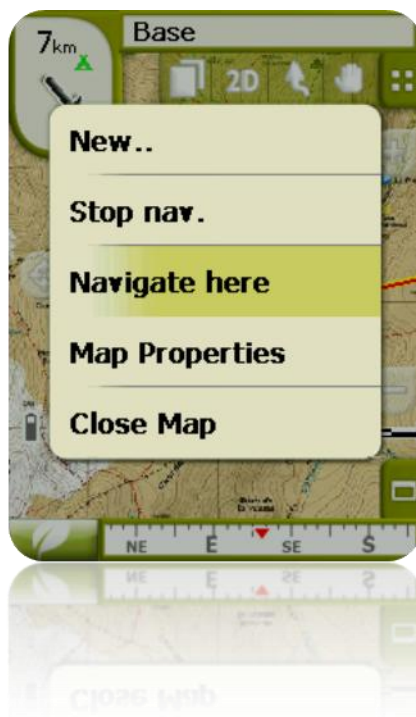 7km
Base
2D
New..
Stop nav.
Navigate here
Map Properties
Close Map
NE E SE S